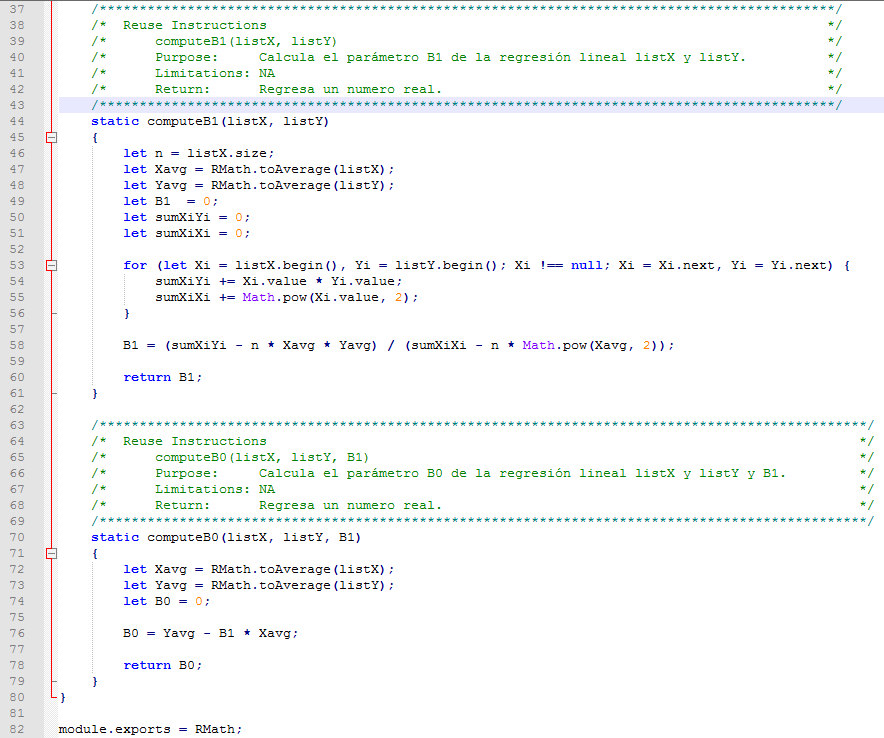 37     /********************************************************************************************/
38     /*  Reuse Instructions                                                                      */
39     /*      computeB1(listX, listY)                                                             */
40     /*      Purpose:     Calcula el parámetro B1 de la regresión lineal listX y listY.          */
41     /*      Limitations: NA                                                                     */
42     /*      Return:      Regresa un numero real.                                                */
43     /********************************************************************************************/
44     static computeB1(listX, listY)
45     {
46         let n = listX.size;
47         let Xavg = RMath.toAverage(listX);
48         let Yavg = RMath.toAverage(listY);
49         let B1  = 0;
50         let sumXiYi = 0;
51         let sumXiXi = 0;
52
53         for (let Xi = listX.begin(), Yi = listY.begin(); Xi !== null; Xi = Xi.next, Yi = Yi.next) {
54             sumXiYi += Xi.value * Yi.value;
55             sumXiXi += Math.pow(Xi.value, 2);
56         }
57
58         B1 = (sumXiYi - n * Xavg * Yavg) / (sumXiXi - n * Math.pow(Xavg, 2));
59
60         return B1;
61     }
62
63     /************************************************************************************************/
64     /*  Reuse Instructions                                                                          */
65     /*      computeB0(listX, listY, B1)                                                             */
66     /*      Purpose:     Calcula el parámetro B0 de la regresión lineal listX y listY y B1.         */
67     /*      Limitations: NA                                                                         */
68     /*      Return:      Regresa un numero real.                                                    */
69     /************************************************************************************************/
70     static computeB0(listX, listY, B1)
71     {
72         let Xavg = RMath.toAverage(listX);
73         let Yavg = RMath.toAverage(listY);
74         let B0 = 0;
75
76         B0 = Yavg - B1 * Xavg;
77
78         return B0;
79     }
80 }
81
82 module.exports = RMath;